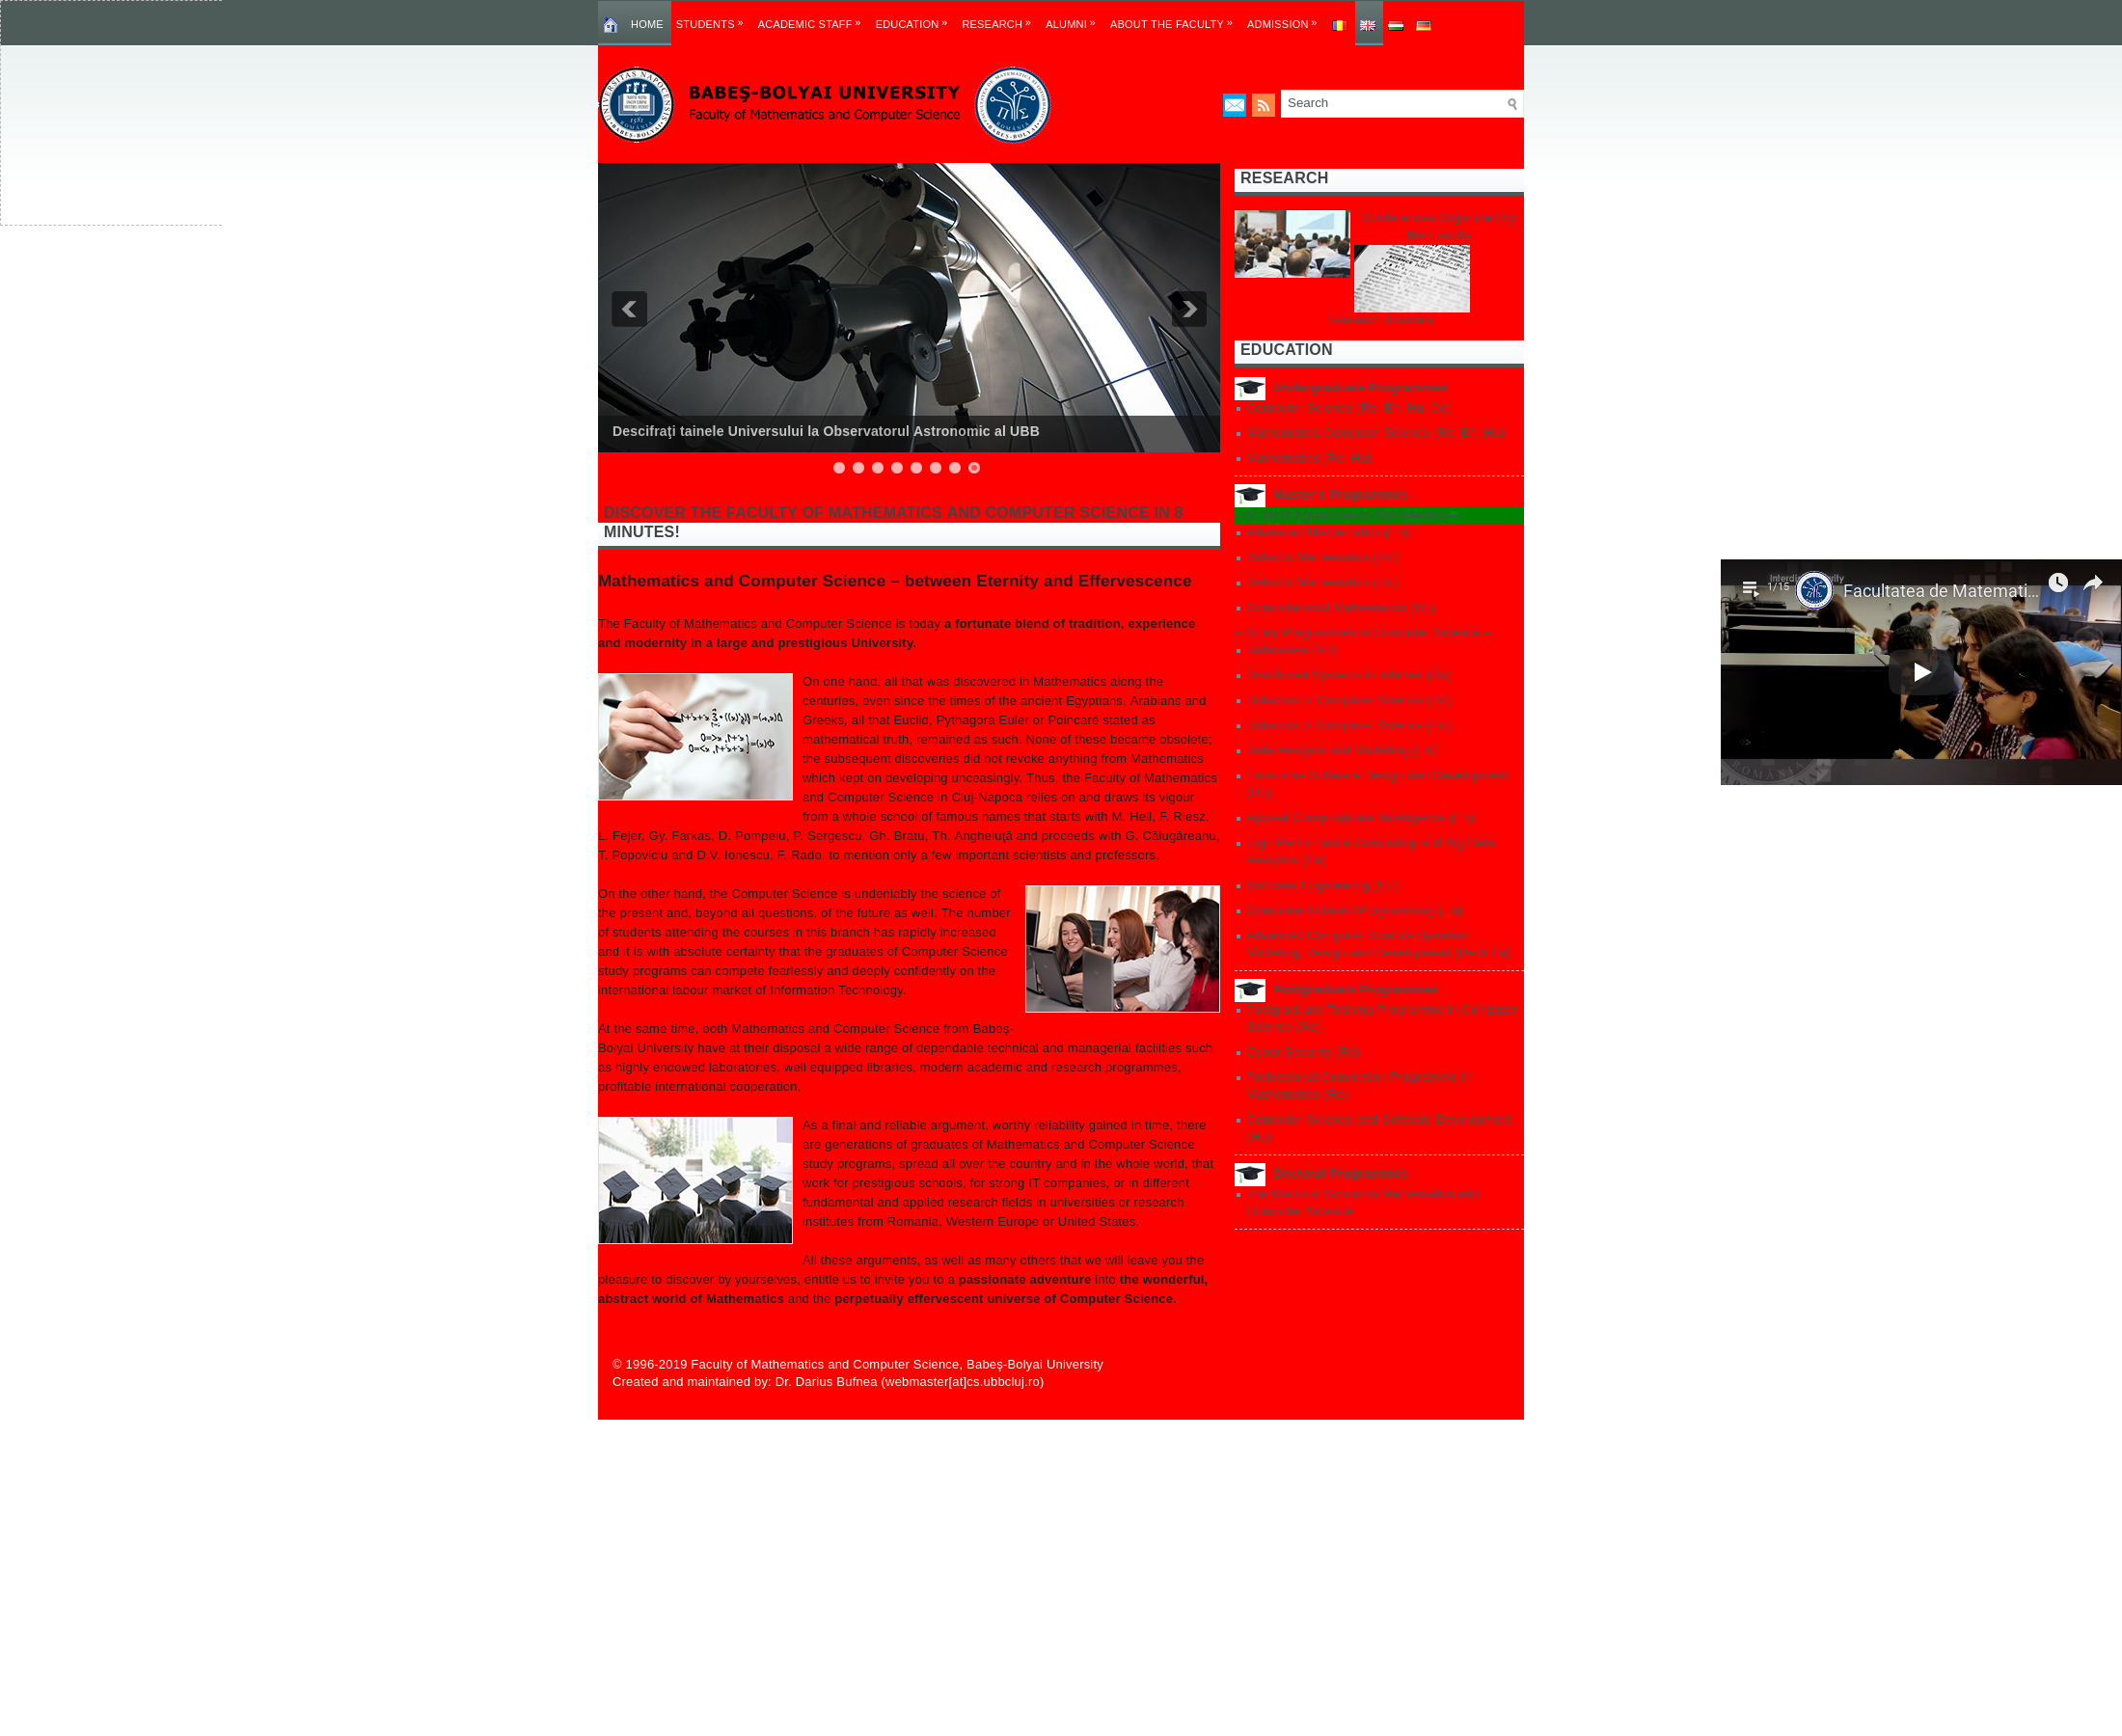 HOME STUDENTS » ACADEMIC STAFF » EDUCATION » RESEARCH » ALUMNI » ABOUT THE FACULTY » ADMISSION »
BABEŞ-BOLYAI UNIVERSITY
Faculty of Mathematics and Computer Science
Search
Descifraţi tainele Universului la Observatorul Astronomic al UBB
DISCOVER THE FACULTY OF MATHEMATICS AND COMPUTER SCIENCE IN 8
MINUTES!
Mathematics and Computer Science – between Eternity and Effervescence
The Faculty of Mathematics and Computer Science is today a fortunate blend of tradition, experience
and modernity in a large and prestigious University.
On one hand, all that was discovered in Mathematics along the
centuries, even since the times of the ancient Egyptians, Arabians and
Greeks, all that Euclid, Pythagora Euler or Poincaré stated as
mathematical truth, remained as such. None of these became obsolete;
the subsequent discoveries did not revoke anything from Mathematics
which kept on developing unceasingly. Thus, the Faculty of Mathematics
and Computer Science in Cluj-Napoca relies on and draws its vigour
from a whole school of famous names that starts with M. Hell, F. Riesz,
L. Fejer, Gy. Farkas, D. Pompeiu, P. Sergescu, Gh. Bratu, Th. Angheluţă and proceeds with G. Călugăreanu,
T. Popoviciu and D.V. Ionescu, F. Rado, to mention only a few important scientists and professors.
On the other hand, the Computer Science is undeniably the science of
the present and, beyond all questions, of the future as well. The number
of students attending the courses in this branch has rapidly increased
and it is with absolute certainty that the graduates of Computer Science
study programs can compete fearlessly and deeply confidently on the
international labour market of Information Technology.
At the same time, both Mathematics and Computer Science from Babeş-
Bolyai University have at their disposal a wide range of dependable technical and managerial facilities such
as highly endowed laboratories, well equipped libraries, modern academic and research programmes,
profitable international cooperation.
As a final and reliable argument, worthy reliability gained in time, there
are generations of graduates of Mathematics and Computer Science
study programs, spread all over the country and in the whole world, that
work for prestigious schools, for strong IT companies, or in different
fundamental and applied research fields in universities or research
institutes from Romania, Western Europe or United States.
All these arguments, as well as many others that we will leave you the
pleasure to discover by yourselves, entitle us to invite you to a passionate adventure into the wonderful,
abstract world of Mathematics and the perpetually effervescent universe of Computer Science.
RESEARCH
Conferences Organized by
the Faculty
Research Journals
EDUCATION
Undergraduate Programmes
Computer Science (Ro, En, Hu, De)
Mathematics Computer Science (Ro, En, Hu)
Mathematics (Ro, Hu)
Master's Programmes
Advanced Mathematics (En)
Didactic Mathematics (Ro)
Didactic Mathematics (Hu)
Computational Mathematics (Hu)
- Study Programmes in Computer Science -
Databases (Ro)
Distributed Systems in Internet (Ro)
Didactics of Computer Science (Ro)
Didactics of Computer Science (Hu)
Data Analysis and Modelling (Hu)
Enterprise Software Design and Development
(Hu)
Applied Computational Intelligence (En)
High Performance Computing and Big Data
Analytics (En)
Software Engineering (En)
Component-Based Programming (En)
Advanced Computer Science Systems:
Modeling, Design and Development (De & En)
Postgraduate Programmes
Postgraduate Training Programme in Computer
Science (Ro)
Cyber Security (Ro)
Professional Conversion Programme in
Mathematics (Ro)
Computer Science and Software Development
(Hu)
Doctoral Programmes
The Doctoral School in Mathematics and
Computer Science
1/15 Facultatea de Matemati...
© 1996-2019 Faculty of Mathematics and Computer Science, Babeş-Bolyai University
Created and maintained by: Dr. Darius Bufnea (webmaster[at]cs.ubbcluj.ro)